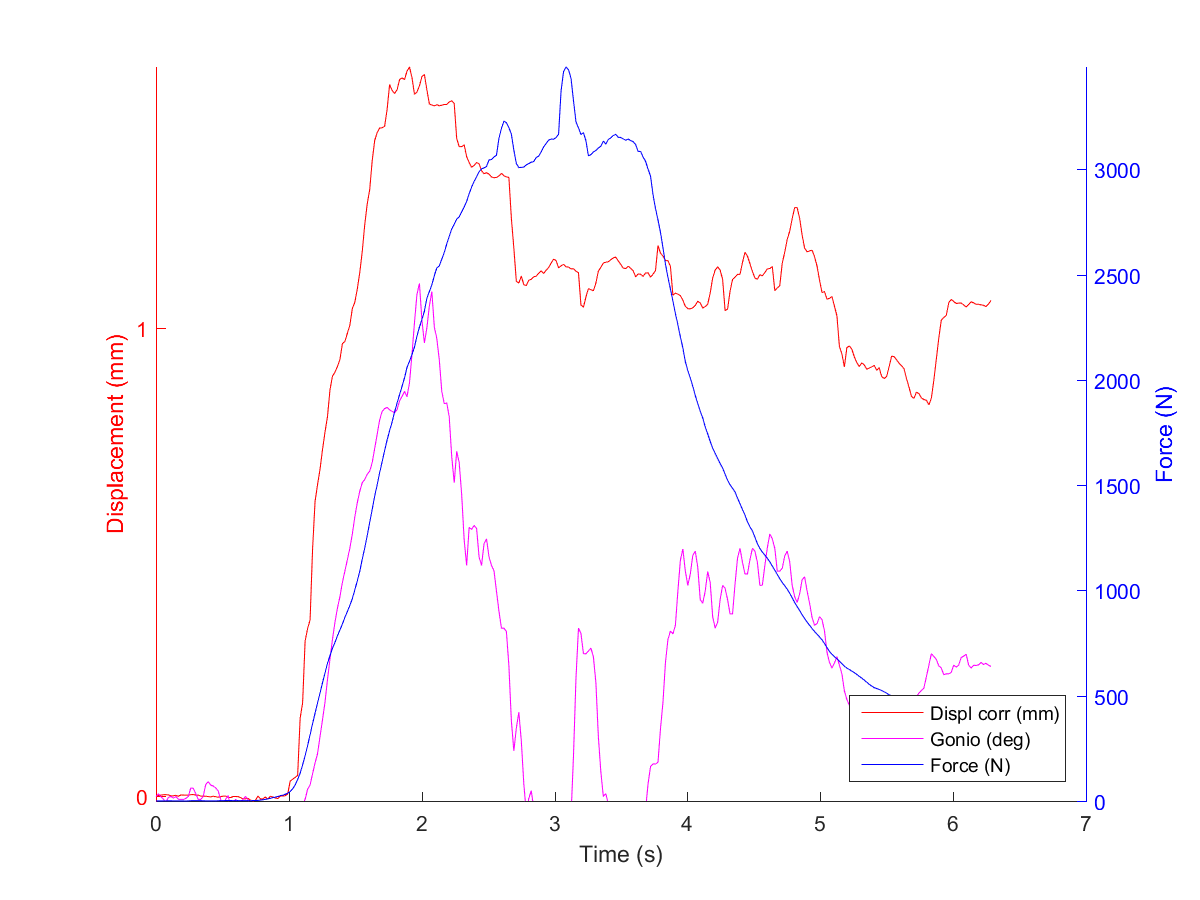 3000
2500
2000
1500
1000
500
0
Force (N)
1
0
Displacement (mm)
0 1 2 3 4 5 6 7
Time (s)
Displ corr (mm)
Gonio (deg)
Force (N)